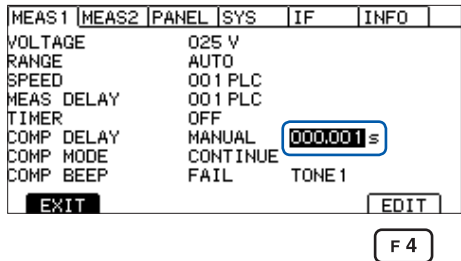 MEAS1 MEAS2 PANEL SYS IF INFO
VOLTAGE 025 V
RANGE AUTO
SPEED 001 PLC
MEAS DELAY 001 PLC
TIMER OFF
COMP DELAY MANUAL 000.001 s
COMP MODE CONTINUE
COMP BEEP FAIL TONE1
EXIT EDIT
F4